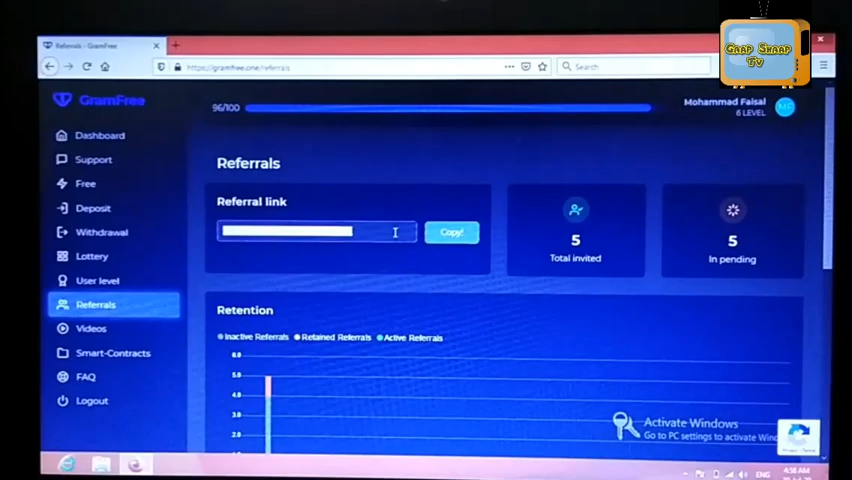 GAAP SHAAP
TV
Referrals - GramFree
https://gramfree.one/referrals
Search
GramFree
96/100
Mohammad Faisal
6 LEVEL
MF
Dashboard
Support
Free
Deposit
Withdrawal
Lottery
User level
Referrals
Videos
Smart-Contracts
FAQ
Logout
Referrals
Referral link
Copy!
5
Total invited
5
In pending
Retention
Inactive Referrals Retained Referrals Active Referrals
6.0
5.0
4.0
3.0
2.0
Activate Windows
Go to PC settings to activate
Privacy - Terms
ENG
4:58 AM